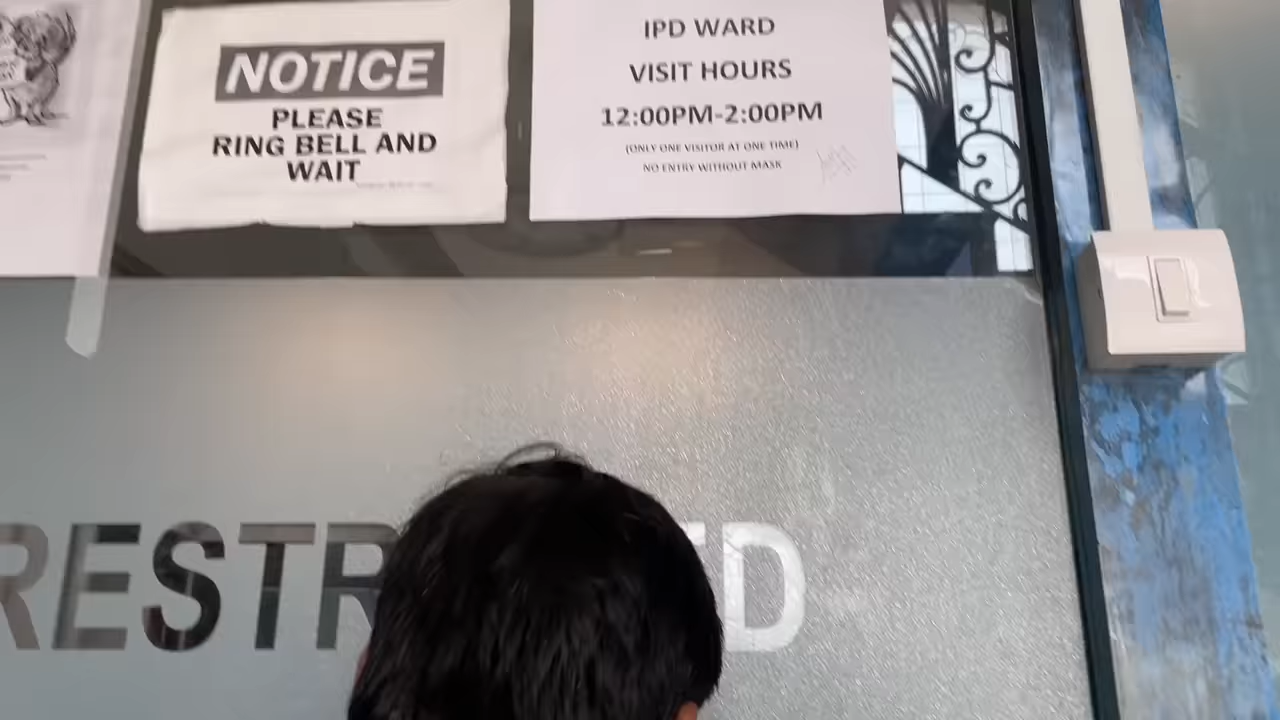 NOTICE
PLEASE
RING BELL AND
WAIT
IPD WARD
VISIT HOURS
12:00PM-2:00PM
(ONLY ONE VISITOR AT ONE TIME)
NO ENTRY WITHOUT MASK